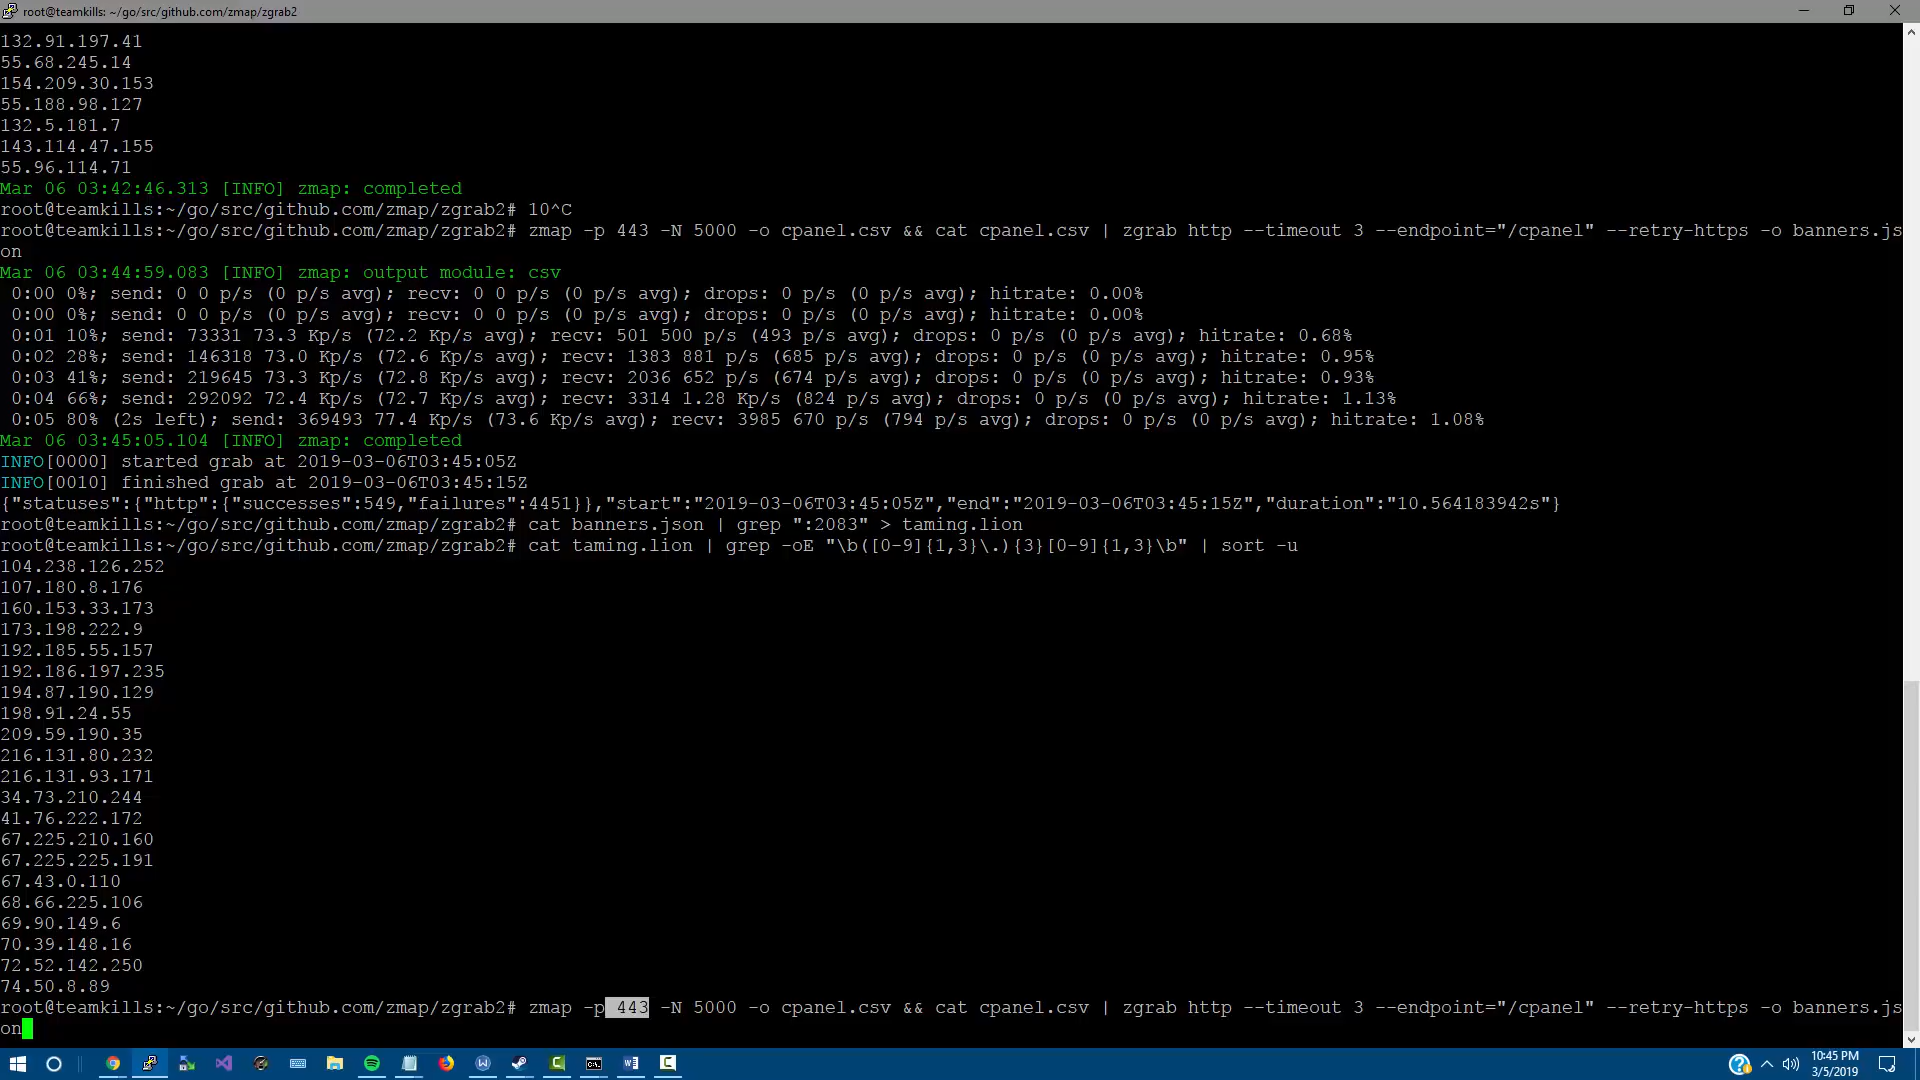 root@teamkills: ~/go/src/github.com/zmap/zgrab2
132.91.197.41
55.68.245.14
154.209.30.153
55.188.98.127
132.5.181.7
143.114.47.155
55.96.114.71
Mar 06 03:42:46.313 [INFO] zmap: completed
root@teamkills:~/go/src/github.com/zmap/zgrab2# 10^C
root@teamkills:~/go/src/github.com/zmap/zgrab2# zmap -p 443 -N 5000 -o cpanel.csv && cat cpanel.csv | zgrab http --timeout 3 --endpoint="/cpanel" --retry-https -o banners.js
on
Mar 06 03:44:59.083 [INFO] zmap: output module: csv
0:00 0%; send: 0 0 p/s (0 p/s avg); recv: 0 0 p/s (0 p/s avg); drops: 0 p/s (0 p/s avg); hitrate: 0.00%
0:00 0%; send: 0 0 p/s (0 p/s avg); recv: 0 0 p/s (0 p/s avg); drops: 0 p/s (0 p/s avg); hitrate: 0.00%
0:01 10%; send: 73331 73.3 Kp/s (72.2 Kp/s avg); recv: 501 500 p/s (493 p/s avg); drops: 0 p/s (0 p/s avg); hitrate: 0.68%
0:02 28%; send: 146318 73.0 Kp/s (72.6 Kp/s avg); recv: 1383 881 p/s (685 p/s avg); drops: 0 p/s (0 p/s avg); hitrate: 0.95%
0:03 41%; send: 219645 73.3 Kp/s (72.8 Kp/s avg); recv: 2036 652 p/s (674 p/s avg); drops: 0 p/s (0 p/s avg); hitrate: 0.93%
0:04 66%; send: 292092 72.4 Kp/s (72.7 Kp/s avg); recv: 3314 1.28 Kp/s (824 p/s avg); drops: 0 p/s (0 p/s avg); hitrate: 1.13%
0:05 80% (2s left); send: 369493 77.4 Kp/s (73.6 Kp/s avg); recv: 3985 670 p/s (794 p/s avg); drops: 0 p/s (0 p/s avg); hitrate: 1.08%
Mar 06 03:45:05.104 [INFO] zmap: completed
INFO[0000] started grab at 2019-03-06T03:45:05Z
INFO[0010] finished grab at 2019-03-06T03:45:15Z
{"statuses":{"http":{"successes":549,"failures":4451}},"start":"2019-03-06T03:45:05Z","end":"2019-03-06T03:45:15Z","duration":"10.564183942s"}
root@teamkills:~/go/src/github.com/zmap/zgrab2# cat banners.json | grep ":2083" > taming.lion
root@teamkills:~/go/src/github.com/zmap/zgrab2# cat taming.lion | grep -oE "\b([0-9]{1,3}\.){3}[0-9]{1,3}\b" | sort -u
104.238.126.252
107.180.8.176
160.153.33.173
173.198.222.9
192.185.55.157
192.186.197.235
194.87.190.129
198.91.24.55
209.59.190.35
216.131.80.232
216.131.93.171
34.73.210.244
41.76.222.172
67.225.210.160
67.225.225.191
67.43.0.110
68.66.225.106
69.90.149.6
70.39.148.16
72.52.142.250
74.50.8.89
root@teamkills:~/go/src/github.com/zmap/zgrab2# zmap -p 443 -N 5000 -o cpanel.csv && cat cpanel.csv | zgrab http --timeout 3 --endpoint="/cpanel" --retry-https -o banners.js
on
10:45 PM
3/5/2019